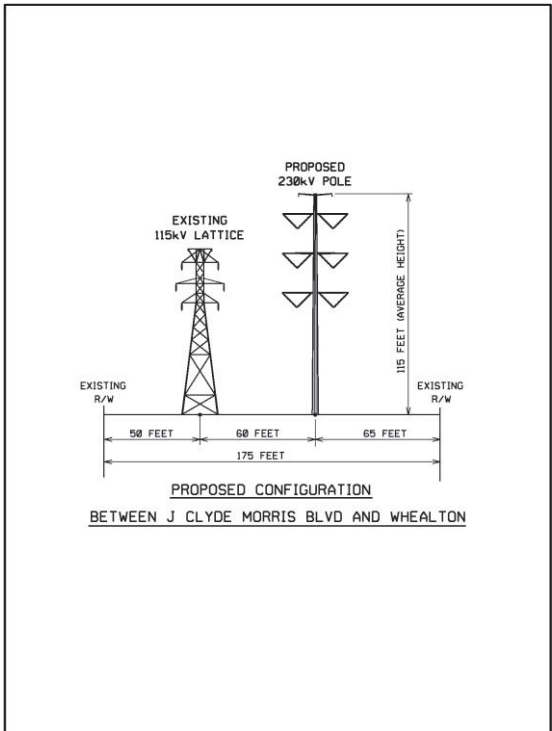 PROPOSED
230kV POLE
EXISTING
115kV LATTICE
115 FEET (AVERAGE HEIGHT)
EXISTING
R/W
EXISTING
R/W
50 FEET
60 FEET
65 FEET
175 FEET
PROPOSED CONFIGURATION
BETWEEN J CLYDE MORRIS BLVD AND WHEALTON